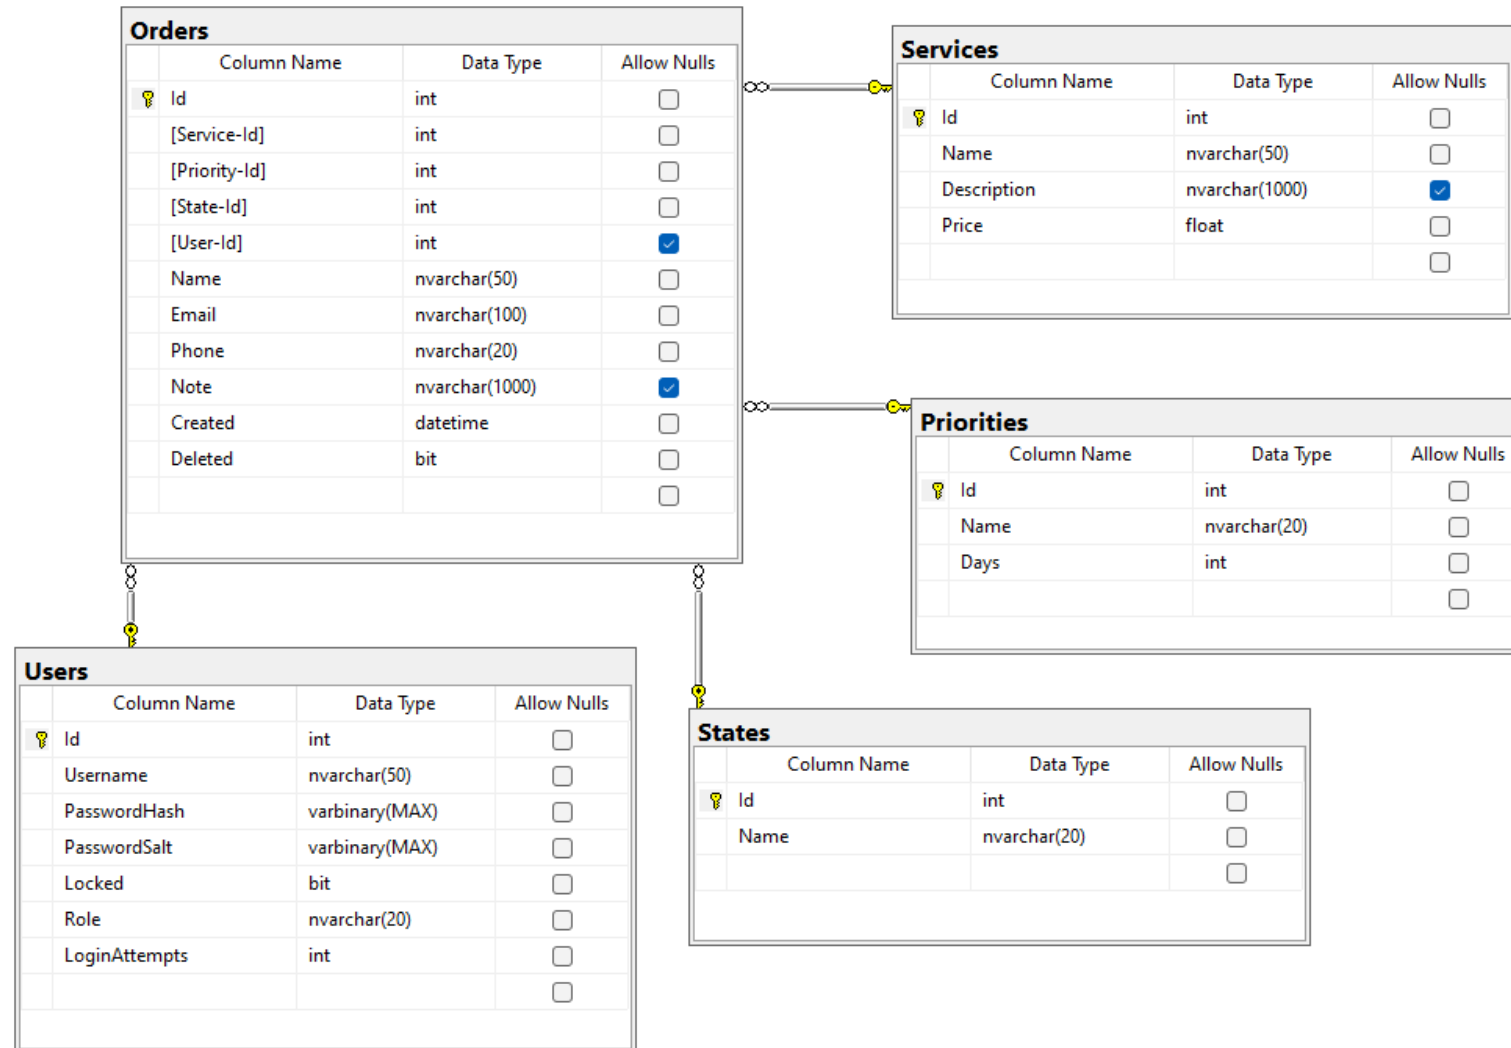 Orders
Column Name Data Type Allow Nulls
Id int
[Service-Id] int
[Priority-Id] int
[State-Id] int
[User-Id] int
Name nvarchar(50)
Email nvarchar(100)
Phone nvarchar(20)
Note nvarchar(1000)
Created datetime
Deleted bit
Services
Column Name Data Type Allow Nulls
Id int
Name nvarchar(50)
Description nvarchar(1000)
Price float
Priorities
Column Name Data Type Allow Nulls
Id int
Name nvarchar(20)
Days int
Users
Column Name Data Type Allow Nulls
Id int
Username nvarchar(50)
PasswordHash varbinary(MAX)
PasswordSalt varbinary(MAX)
Locked bit
Role nvarchar(20)
LoginAttempts int
States
Column Name Data Type Allow Nulls
Id int
Name nvarchar(20)